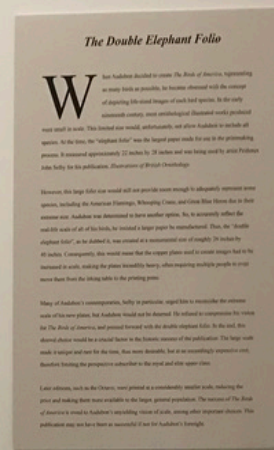 The Double Elephant Folio
When Audubon decided to create The Birds of America, representing
as many birds as possible, he became obsessed with the concept
of depicting life-sized images of each bird species. In the early
nineteenth century, most ornithological illustrated works produced
were small in scale. This limited size would, unfortunately, not allow Audubon to include all
species. At the time, the "elephant folio" was the largest paper made for use in the printmaking
process. It measured approximately 22 inches by 28 inches and was being used by artist Prideaux
John Selby for his publication, Illustrations of British Ornithology.
However, this large folio size would still not provide room enough to adequately represent some
species, including the American Flamingo, Whooping Crane, and Great Blue Heron due to their
extreme size. Audubon was determined to have another option. So, to accurately reflect the
real-life scale of all of his birds, he insisted a larger paper be manufactured. Thus, the "double
elephant folio", as he dubbed it, was created at a monumental size of roughly inches by
inches. Consequently, this would mean that the copper plates used to create images had to be
increased in scale, making the plates incredibly heavy, often requiring multiple people to even
move them from the inking table to the printing press.
Many of Audubon's contemporaries, Selby in particular, urged him to reconsider the extreme
scale of his new plates, but Audubon would not be deterred. He refused to compromise his vision
for The Birds of America, and pressed forward with the double elephant folio. In the end, this
shrewd choice would be a crucial factor in the historic success of the publication. The large scale
made it unique and rare for the time, thus more desirable, but at an exceedingly expensive cost,
therefore limiting the prospective subscriber to the royal and elite upper class.
Later editions, such as the Octavo, were printed at a considerably smaller scale, reducing the
price and making them more available to the larger, general population. The success of The Birds
of America is owed to Audubon's unyielding vision of scale, among other important choices. This
publication may not have been as successful if not for Audubon's foresight.